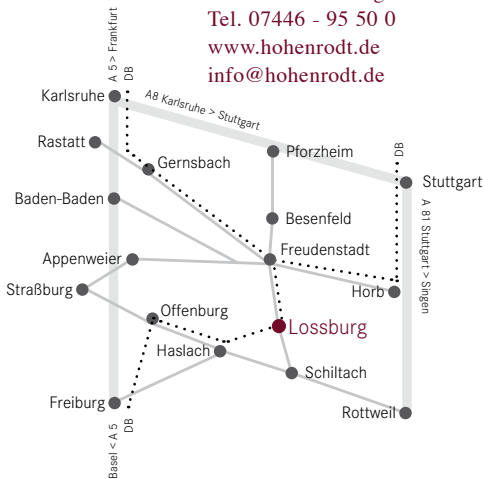 Tel. 07446 - 95 50 0
www.hohenrodt.de
info@hohenrodt.de
A 5 > Frankfurt
DB
Karlsruhe
A8 Karlsruhe > Stuttgart
Rastatt
Gernsbach
Pforzheim
DB
Stuttgart
Baden-Baden
Besenfeld
A 81 Stuttgart > Singen
Appenweier
Freudenstadt
Straßburg
Horb
Offenburg
Lossburg
Haslach
Schiltach
Freiburg
Rottweil
Basel < A 5
DB